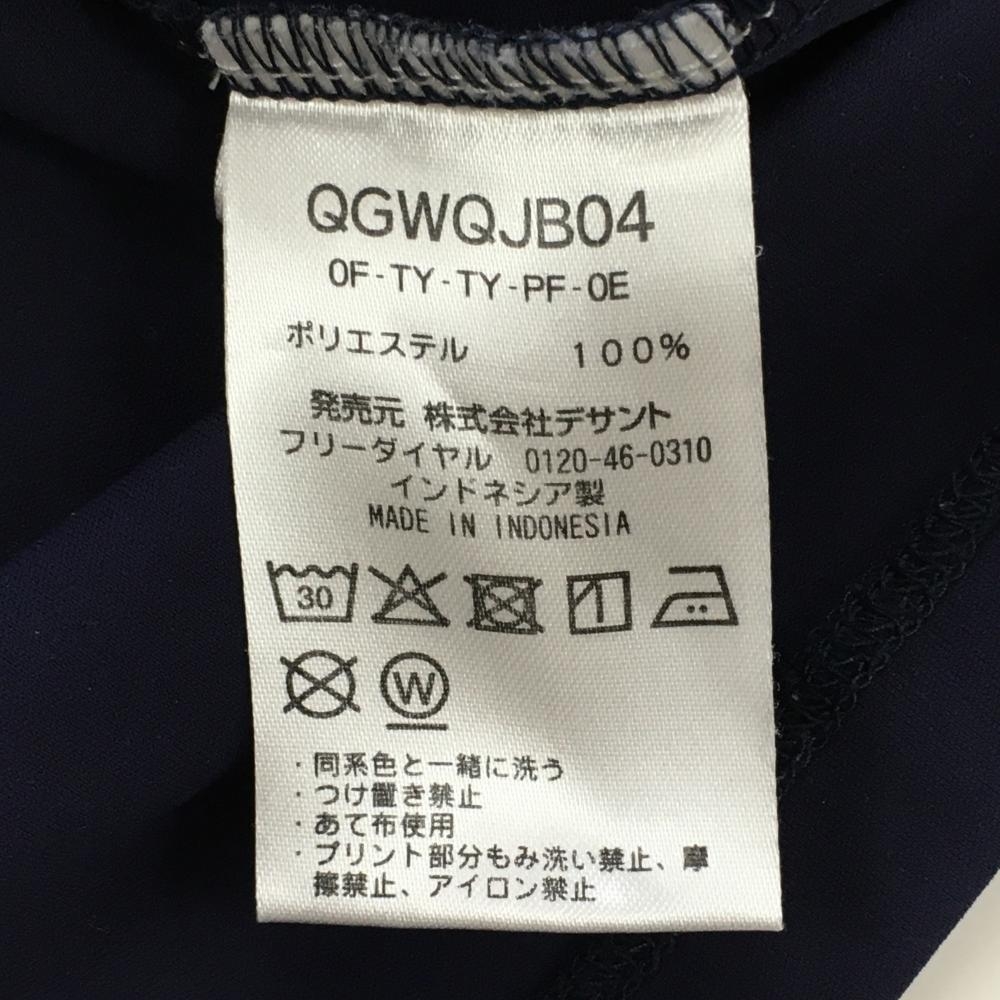 QGWQJB04
0F-TY-TY-PF-0E
ポリエステル 100%
発売元 株式会社デサント
フリーダイヤル 0120-46-0310
インドネシア製
MADE IN INDONESIA
30
W
・同系色と一緒に洗う
・つけ置き禁止
・あて布使用
・プリント部分もみ洗い禁止、摩
擦禁止、アイロン禁止